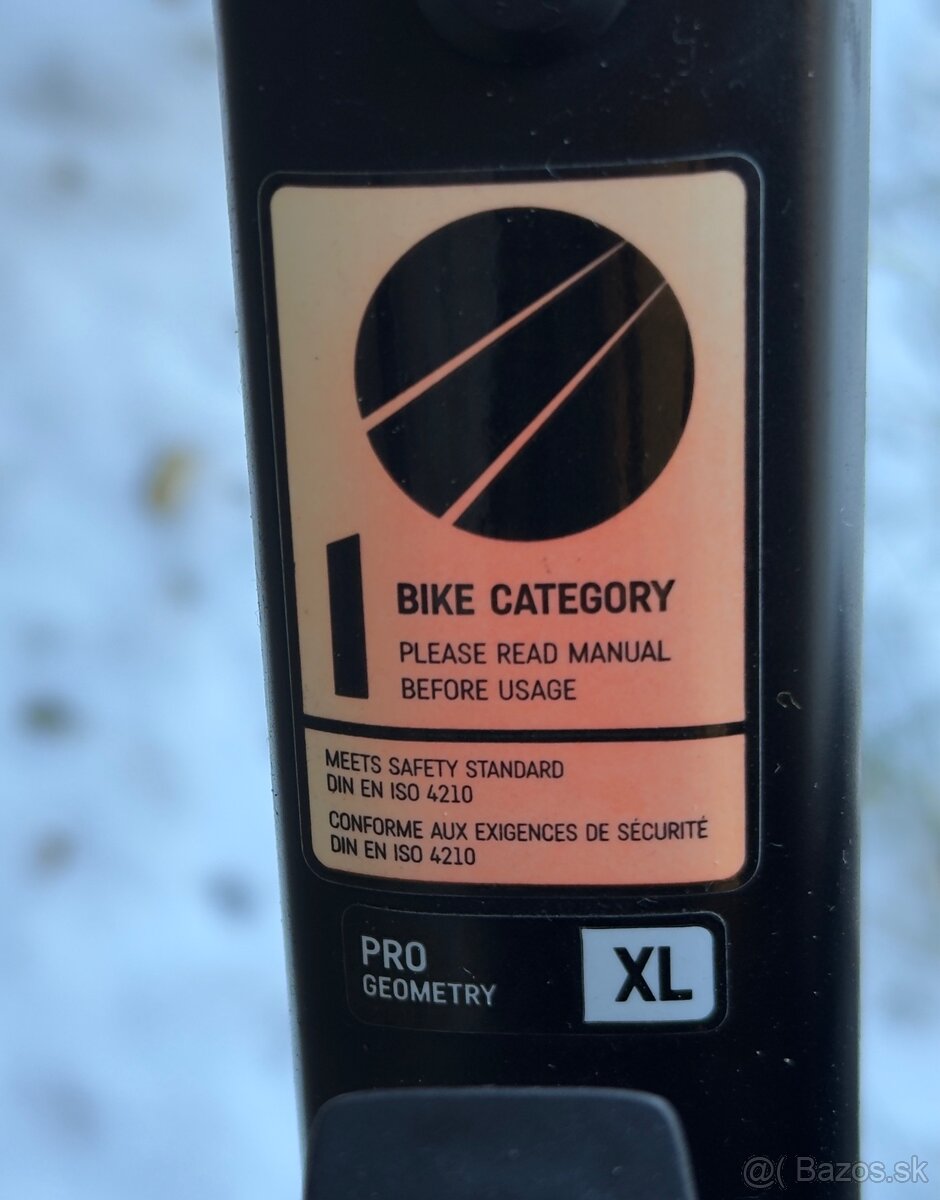 1
BIKE CATEGORY
PLEASE READ MANUAL
BEFORE USAGE
MEETS SAFETY STANDARD
DIN EN ISO 4210
CONFORME AUX EXIGENCES DE SÉCURITÉ
DIN EN ISO 4210
PRO
GEOMETRY
XL
@( Bazos.sk